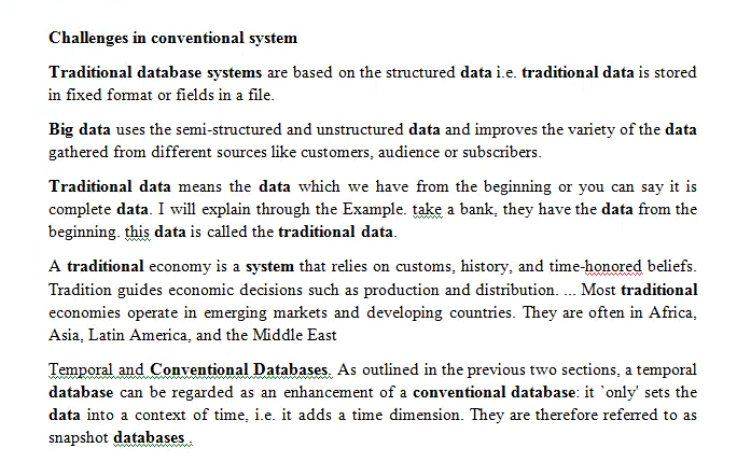 Challenges in conventional system
Traditional database systems are based on the structured data i.e. traditional data is stored
in fixed format or fields in a file.
Big data uses the semi-structured and unstructured data and improves the variety of the data
gathered from different sources like customers, audience or subscribers.
Traditional data means the data which we have from the beginning or you can say it is
complete data. I will explain through the Example. take a bank, they have the data from the
beginning. this data is called the traditional data.
A traditional economy is a system that relies on customs, history, and time-honored beliefs.
Tradition guides economic decisions such as production and distribution. ... Most traditional
economies operate in emerging markets and developing countries. They are often in Africa,
Asia, Latin America, and the Middle East
Temporal and Conventional Databases. As outlined in the previous two sections, a temporal
database can be regarded as an enhancement of a conventional database: it `only' sets the
data into a context of time, i.e. it adds a time dimension. They are therefore referred to as
snapshot databases .